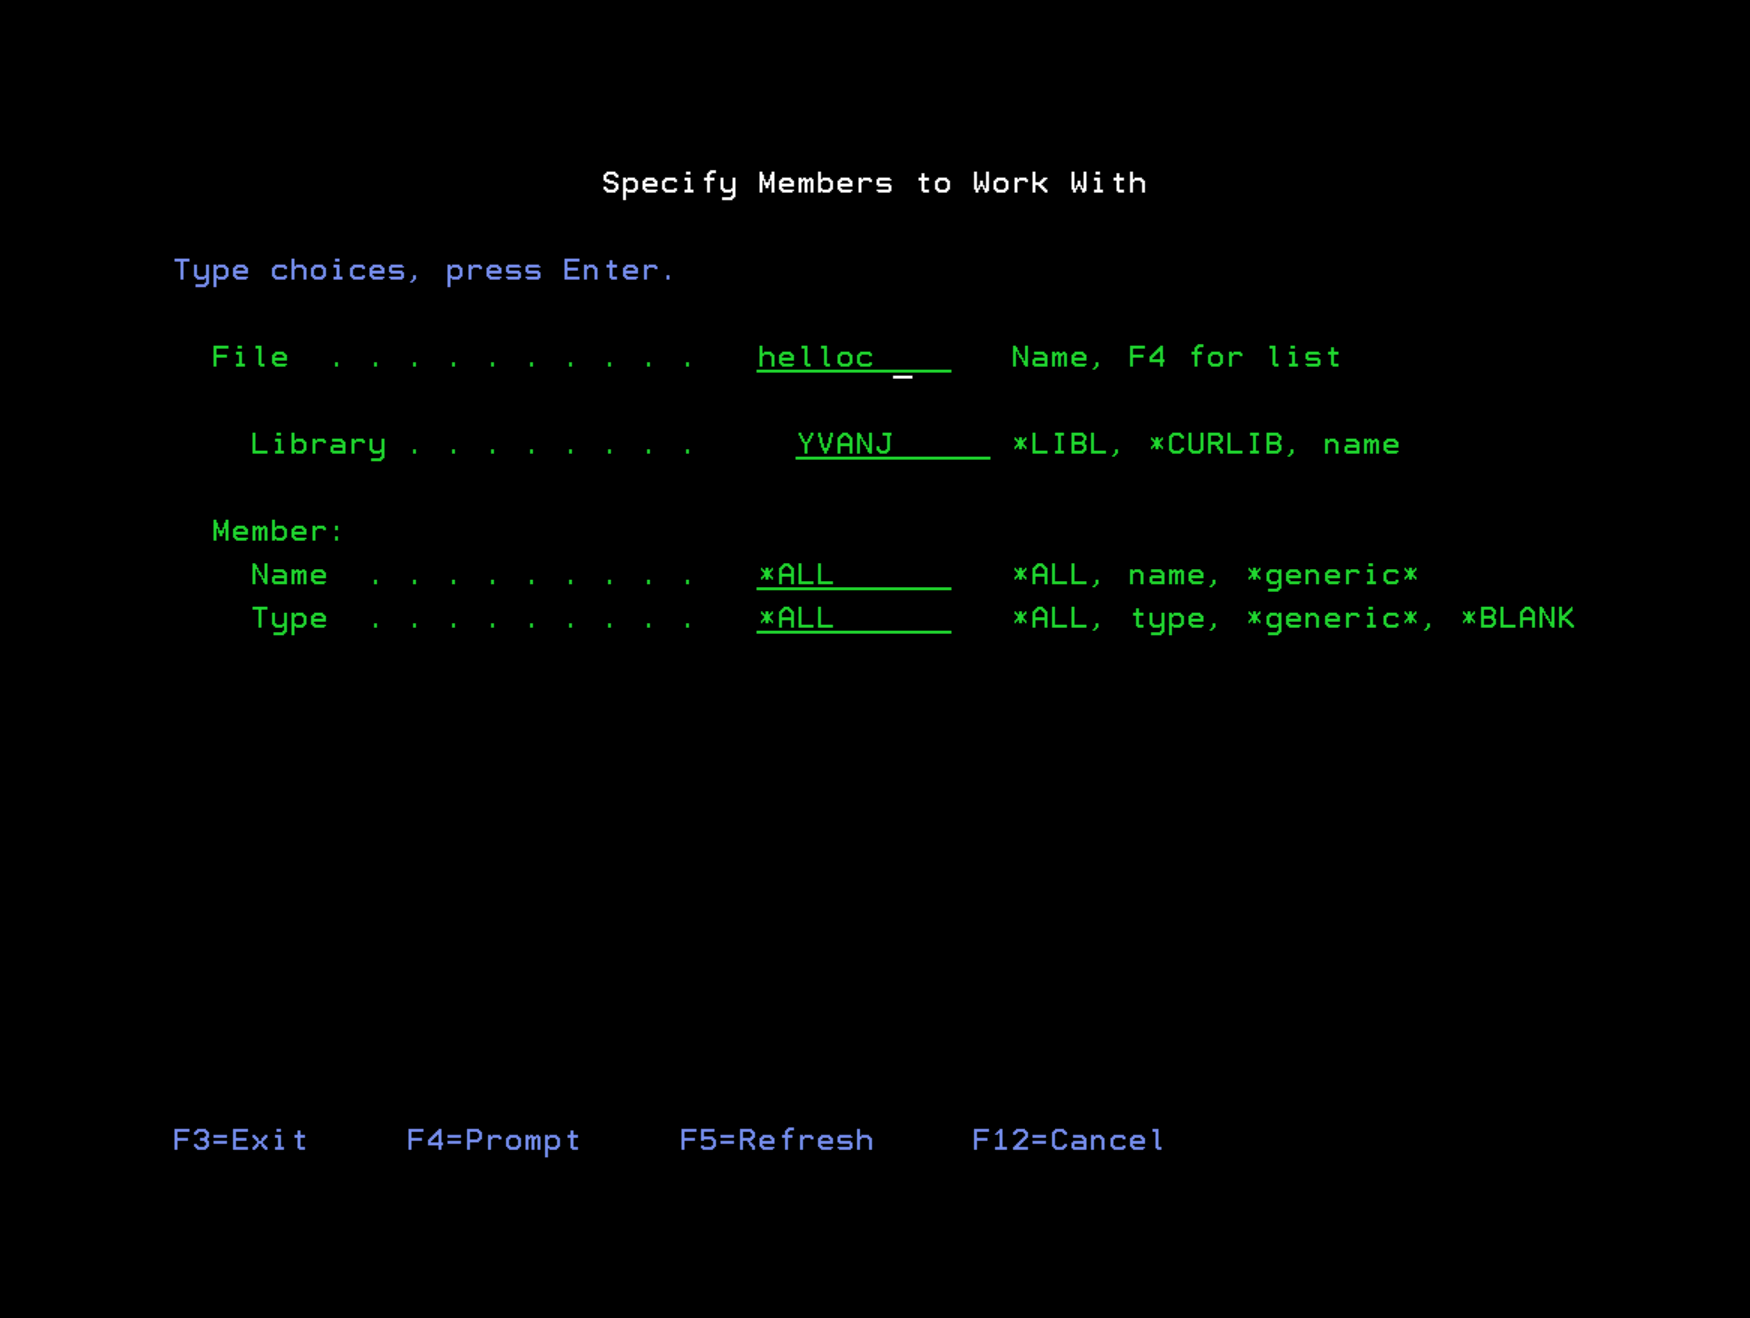 Specify Members to Work With
Type choices, press Enter.
File . . . . . . . . . . helloc Name, F4 for list
Library . . . . . . . . YVANJ *LIBL, *CURLIB, name
Member:
Name . . . . . . . . . *ALL *ALL, name, *generic*
Type . . . . . . . . . *ALL *ALL, type, *generic*, *BLANK
F3=Exit F4=Prompt F5=Refresh F12=Cancel